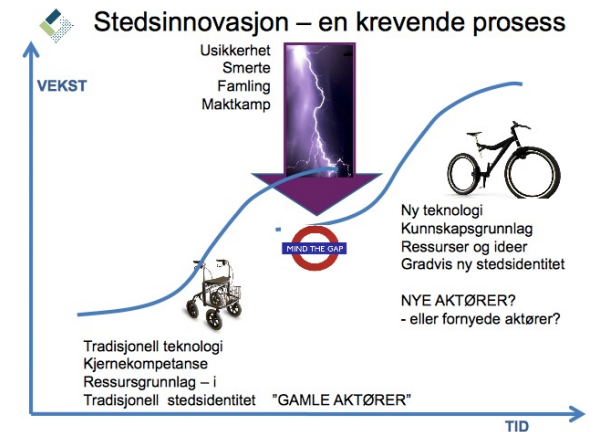 Stedsinnovasjon – en krevende prosess
VEKST
Usikkerhet
Smerte
Famling
Maktkamp
MIND THE GAP
Ny teknologi
Kunnskapsgrunnlag
Ressurser og ideer
Gradvis ny stedsidentitet
NYE AKTØRER?
- eller fornyede aktører?
Tradisjonell teknologi
Kjernekompetanse
Ressursgrunnlag – i
Tradisjonell stedsidentitet "GAMLE AKTØRER"
TID